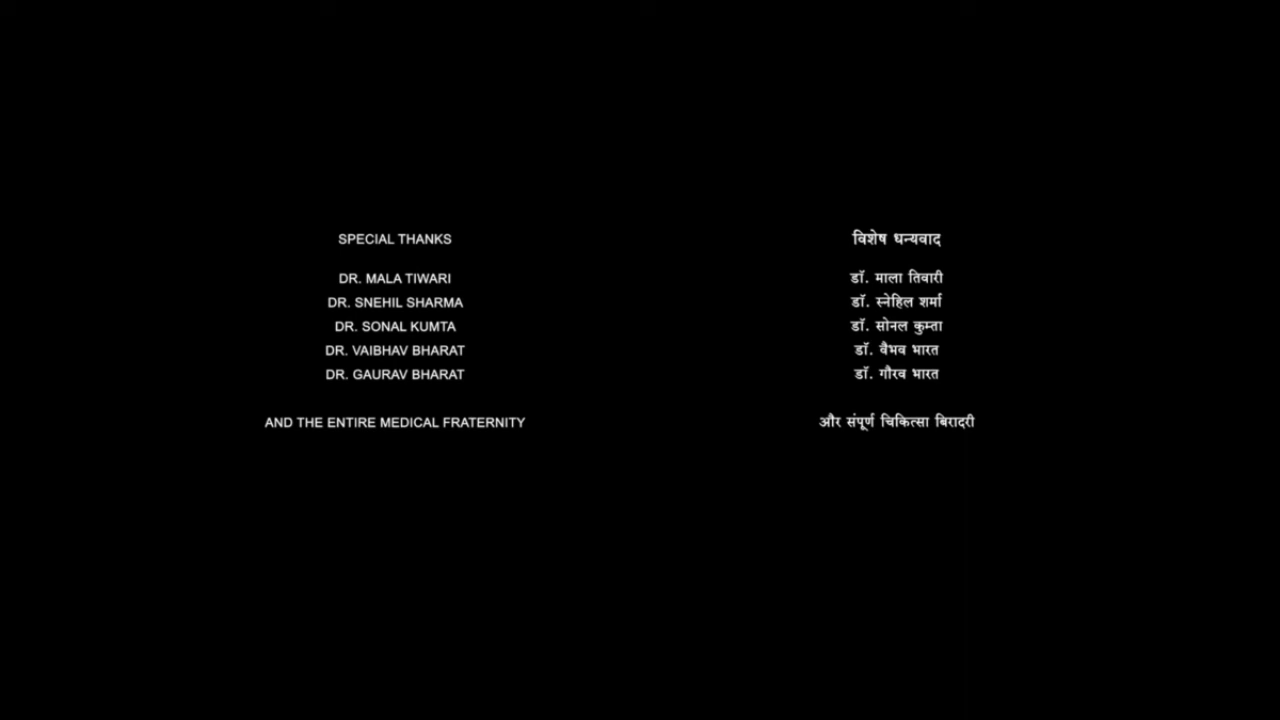 SPECIAL THANKS
DR. MALA TIWARI
DR. SNEHIL SHARMA
DR. SONAL KUMTA
DR. VAIBHAV BHARAT
DR. GAURAV BHARAT
AND THE ENTIRE MEDICAL FRATERNITY
विशेष धन्यवाद
डॉ. माला तिवारी
डॉ. स्नेहिल शर्मा
डॉ. सोनल कुम्ता
डॉ. वैभव भारत
डॉ. गौरव भारत
और संपूर्ण चिकित्सा बिरादरी